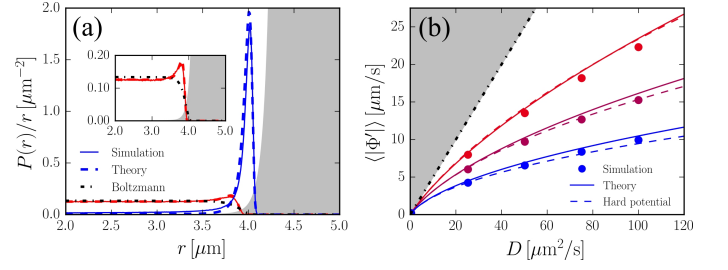 (a)
2.0
1.5
1.0
0.5
0.0
P(r)/r [μm⁻²]
0.20
0.10
0.00
2.0 3.0 4.0 5.0
Simulation
Theory
Boltzmann
2.0 2.5 3.0 3.5 4.0 4.5 5.0
r [μm]
(b)
25
20
15
10
5
0
⟨|Φ′|⟩ [μm/s]
Simulation
Theory
Hard potential
0 20 40 60 80 100 120
D [μm²/s]